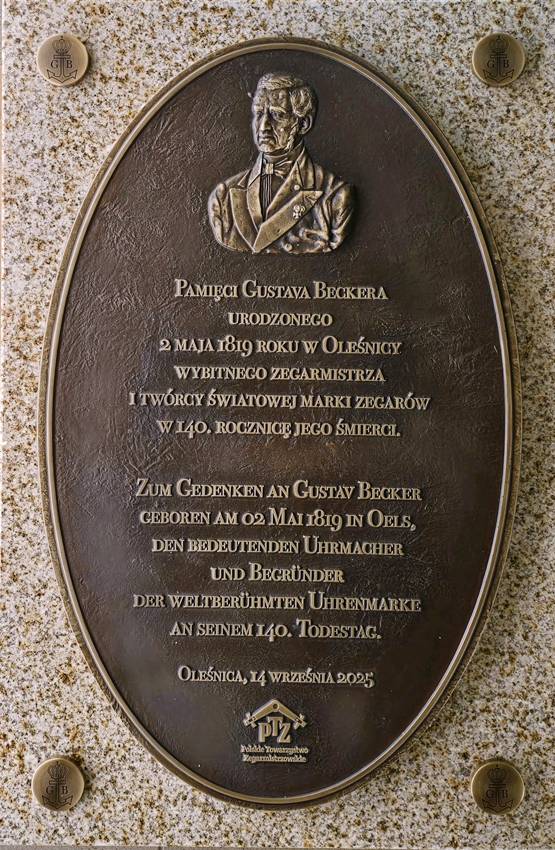 G B
G B
Pamięci Gustava Beckera
urodzonego
2 maja 1819 roku w Oleśnicy
wybitnego zegarmistrza
i twórcy światowej marki zegarów
w 140. rocznicę jego śmierci.
Zum Gedenken an Gustav Becker
geboren am 02 Mai 1819 in Oels,
den bedeutenden Uhrmacher
und Begründer
der weltberühmten Uhrenmarke
an seinem 140. Todestag.
Oleśnica, 14 września 2025
PTZ
Polskie Towarzystwo
Zegarmistrzowskie
G B
G B